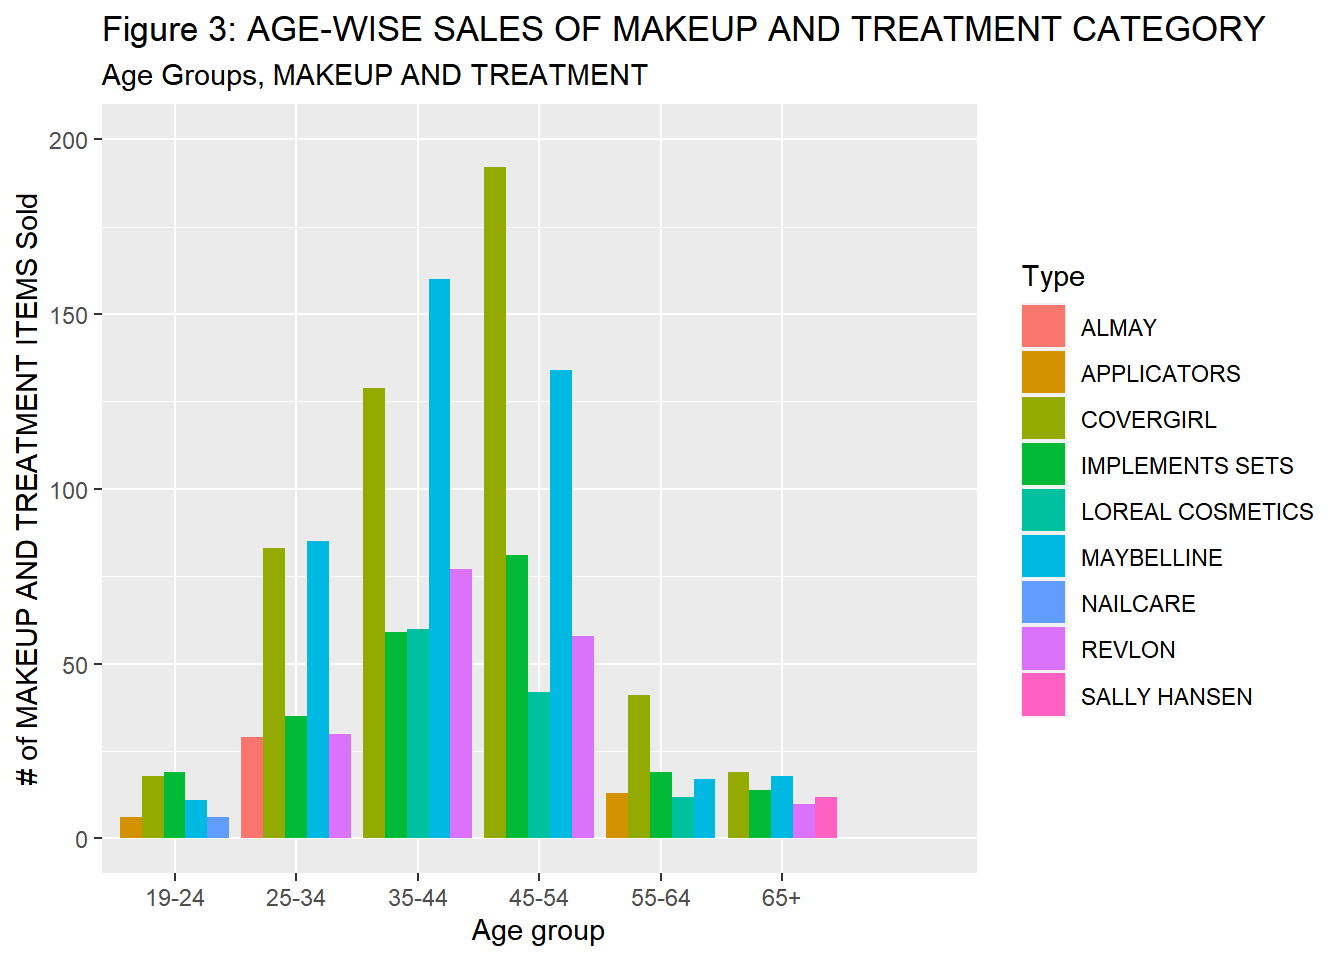 Figure 3: AGE-WISE SALES OF MAKEUP AND TREATMENT CATEGORY
Age Groups, MAKEUP AND TREATMENT
# of MAKEUP AND TREATMENT ITEMS Sold
200
150
100
50
0
19-24
25-34
35-44
45-54
55-64
65+
Age group
Type
ALMAY
APPLICATORS
COVERGIRL
IMPLEMENTS SETS
LOREAL COSMETICS
MAYBELLINE
NAILCARE
REVLON
SALLY HANSEN